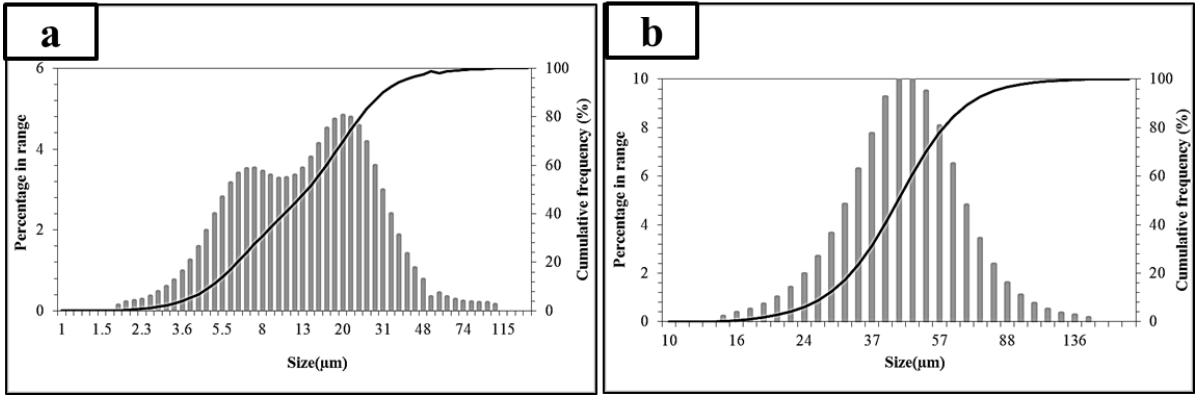 a
6
4
2
0
Percentage in range
100
80
60
40
20
0
Cumulative frequency (%)
1 1.5 2.3 3.6 5.5 8 13 20 31 48 74 115
Size(µm)
b
10
8
6
4
2
0
Percentage in range
100
80
60
40
20
0
Cumulative frequency (%)
10 16 24 37 57 88 136
Size(µm)